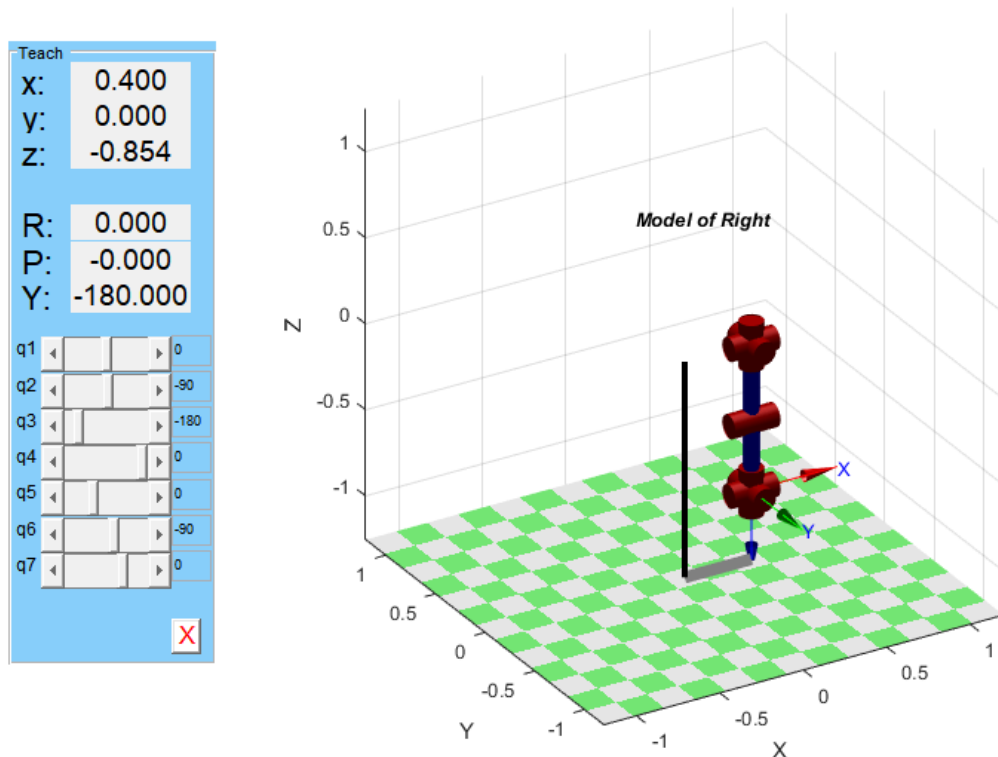 Teach
x: 0.400
y: 0.000
z: -0.854
R: 0.000
P: -0.000
Y: -180.000
q1 0
q2 -90
q3 -180
q4 0
q5 0
q6 -90
q7 0
X
Model of Right
1
0.5
0
-0.5
-1
Z
X
Y
1
0.5
0
-0.5
-1
Y
-1
-0.5
0
0.5
1
X